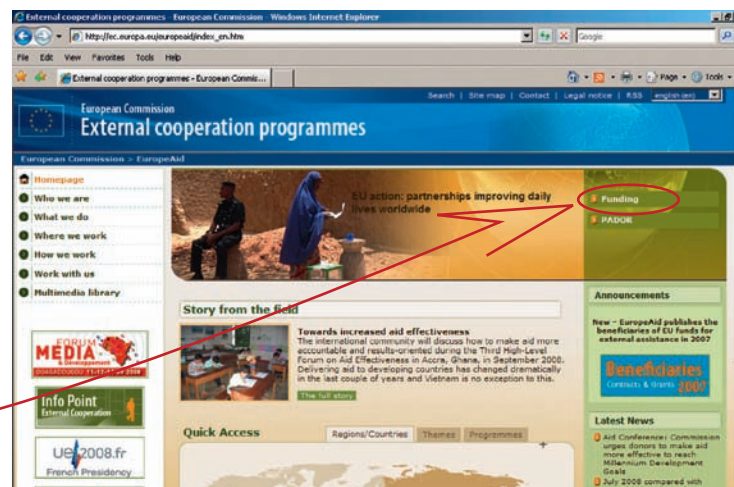 External cooperation programmes - European Commission - Windows Internet Explorer
http://ec.europa.eu/europeaid/index_en.htm
Google
File Edit View Favorites Tools Help
External cooperation programmes - European Commis...
Page Tools
Search | Site map | Contact | Legal notice | RSS english (en)
European Commission
External cooperation programmes
European Commission > EuropeAid
Homepage
Who we are
What we do
Where we work
How we work
Work with us
Multimedia library
EU action: partnerships improving daily
lives worldwide
Funding
PADOR
Story from the field
Towards increased aid effectiveness
The international community will discuss how to make aid more
accountable and results-oriented during the Third High-Level
Forum on Aid Effectiveness in Accra, Ghana, in September 2008.
Delivering aid to developing countries has changed dramatically
in the last couple of years and Vietnam is no exception to this.
The full story
Announcements
New - EuropeAid publishes the
beneficiaries of EU funds for
external assistance in 2007
Beneficiaries
Contracts & Grants 2007
FORUM
MEDIA
Info Point
External Cooperation
ue2008.fr
French Presidency
Quick Access
Regions/Countries Themes Programmes
Latest News
Aid Conference: Commission
urges donors to make aid
more effective to reach
Millennium Development
Goals
July 2008 compared with